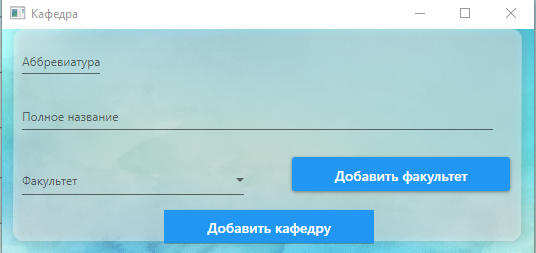 Кафедра
Аббревиатура
Полное название
Факультет
Добавить факультет
Добавить кафедру